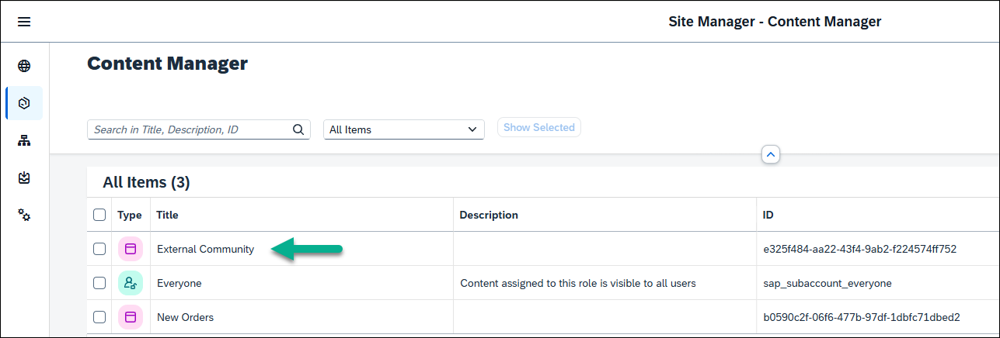 Site Manager - Content Manager
Content Manager
Search in Title, Description, ID All Items Show Selected
All Items (3)
Type Title Description ID
External Community e325f484-aa22-43f4-9ab2-f224574ff752
Everyone Content assigned to this role is visible to all users sap_subaccount_everyone
New Orders b0590c2f-06f6-477b-97df-1dbfc71dbed2